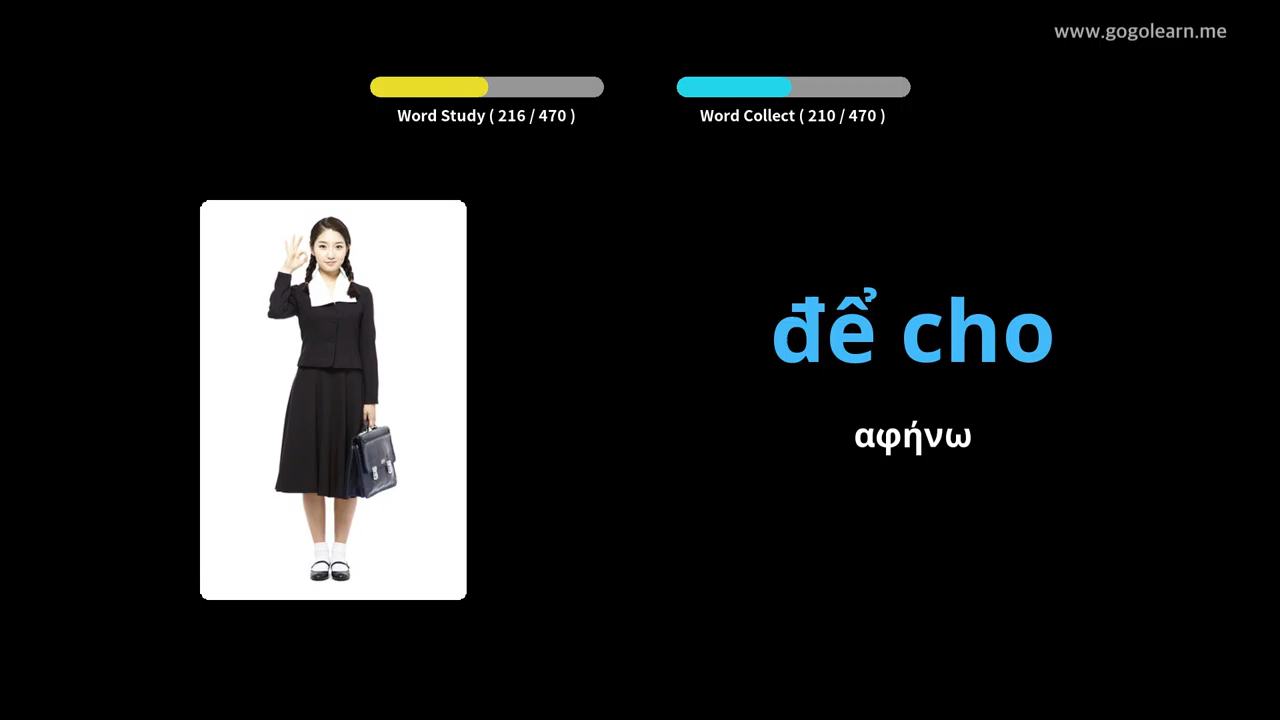 www.gogolearn.me
Word Study ( 216 / 470 )
Word Collect ( 210 / 470 )
để cho
αφήνω